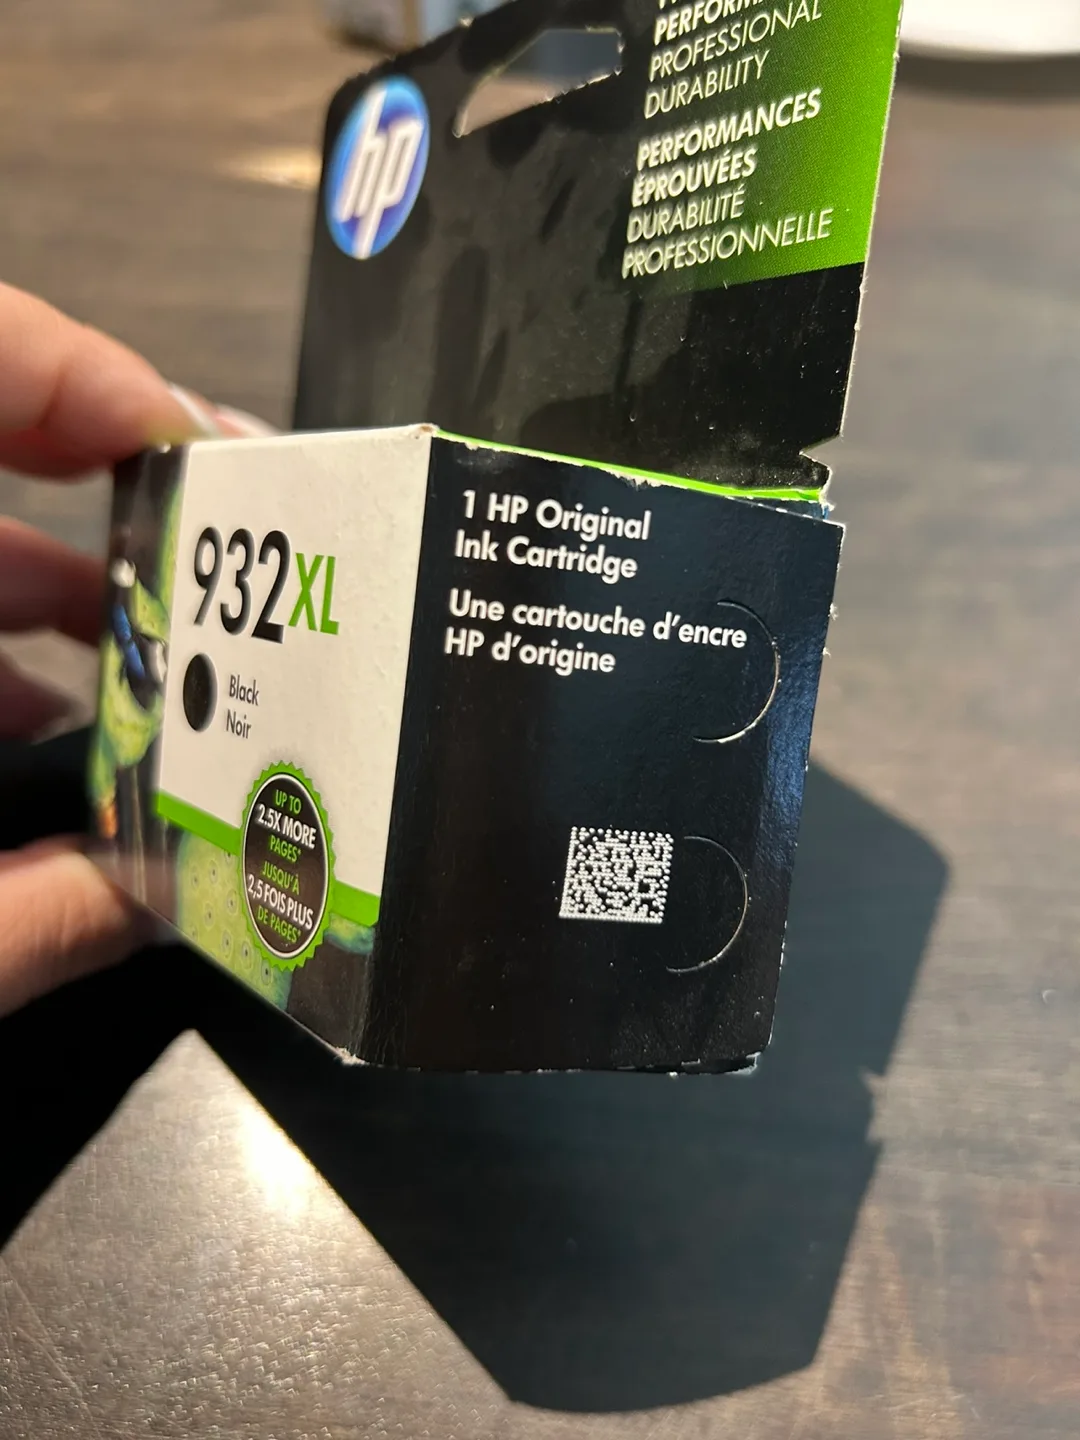 hp
PERFORM
PROFESSIONAL
DURABILITY
PERFORMANCES
ÉPROUVÉES
DURABILITÉ
PROFESSIONNELLE
932XL
Black
Noir
UP TO
2.5X MORE
PAGES*
JUSQU'À
2,5 FOIS PLUS
DE PAGES*
1 HP Original
Ink Cartridge
Une cartouche d'encre
HP d'origine